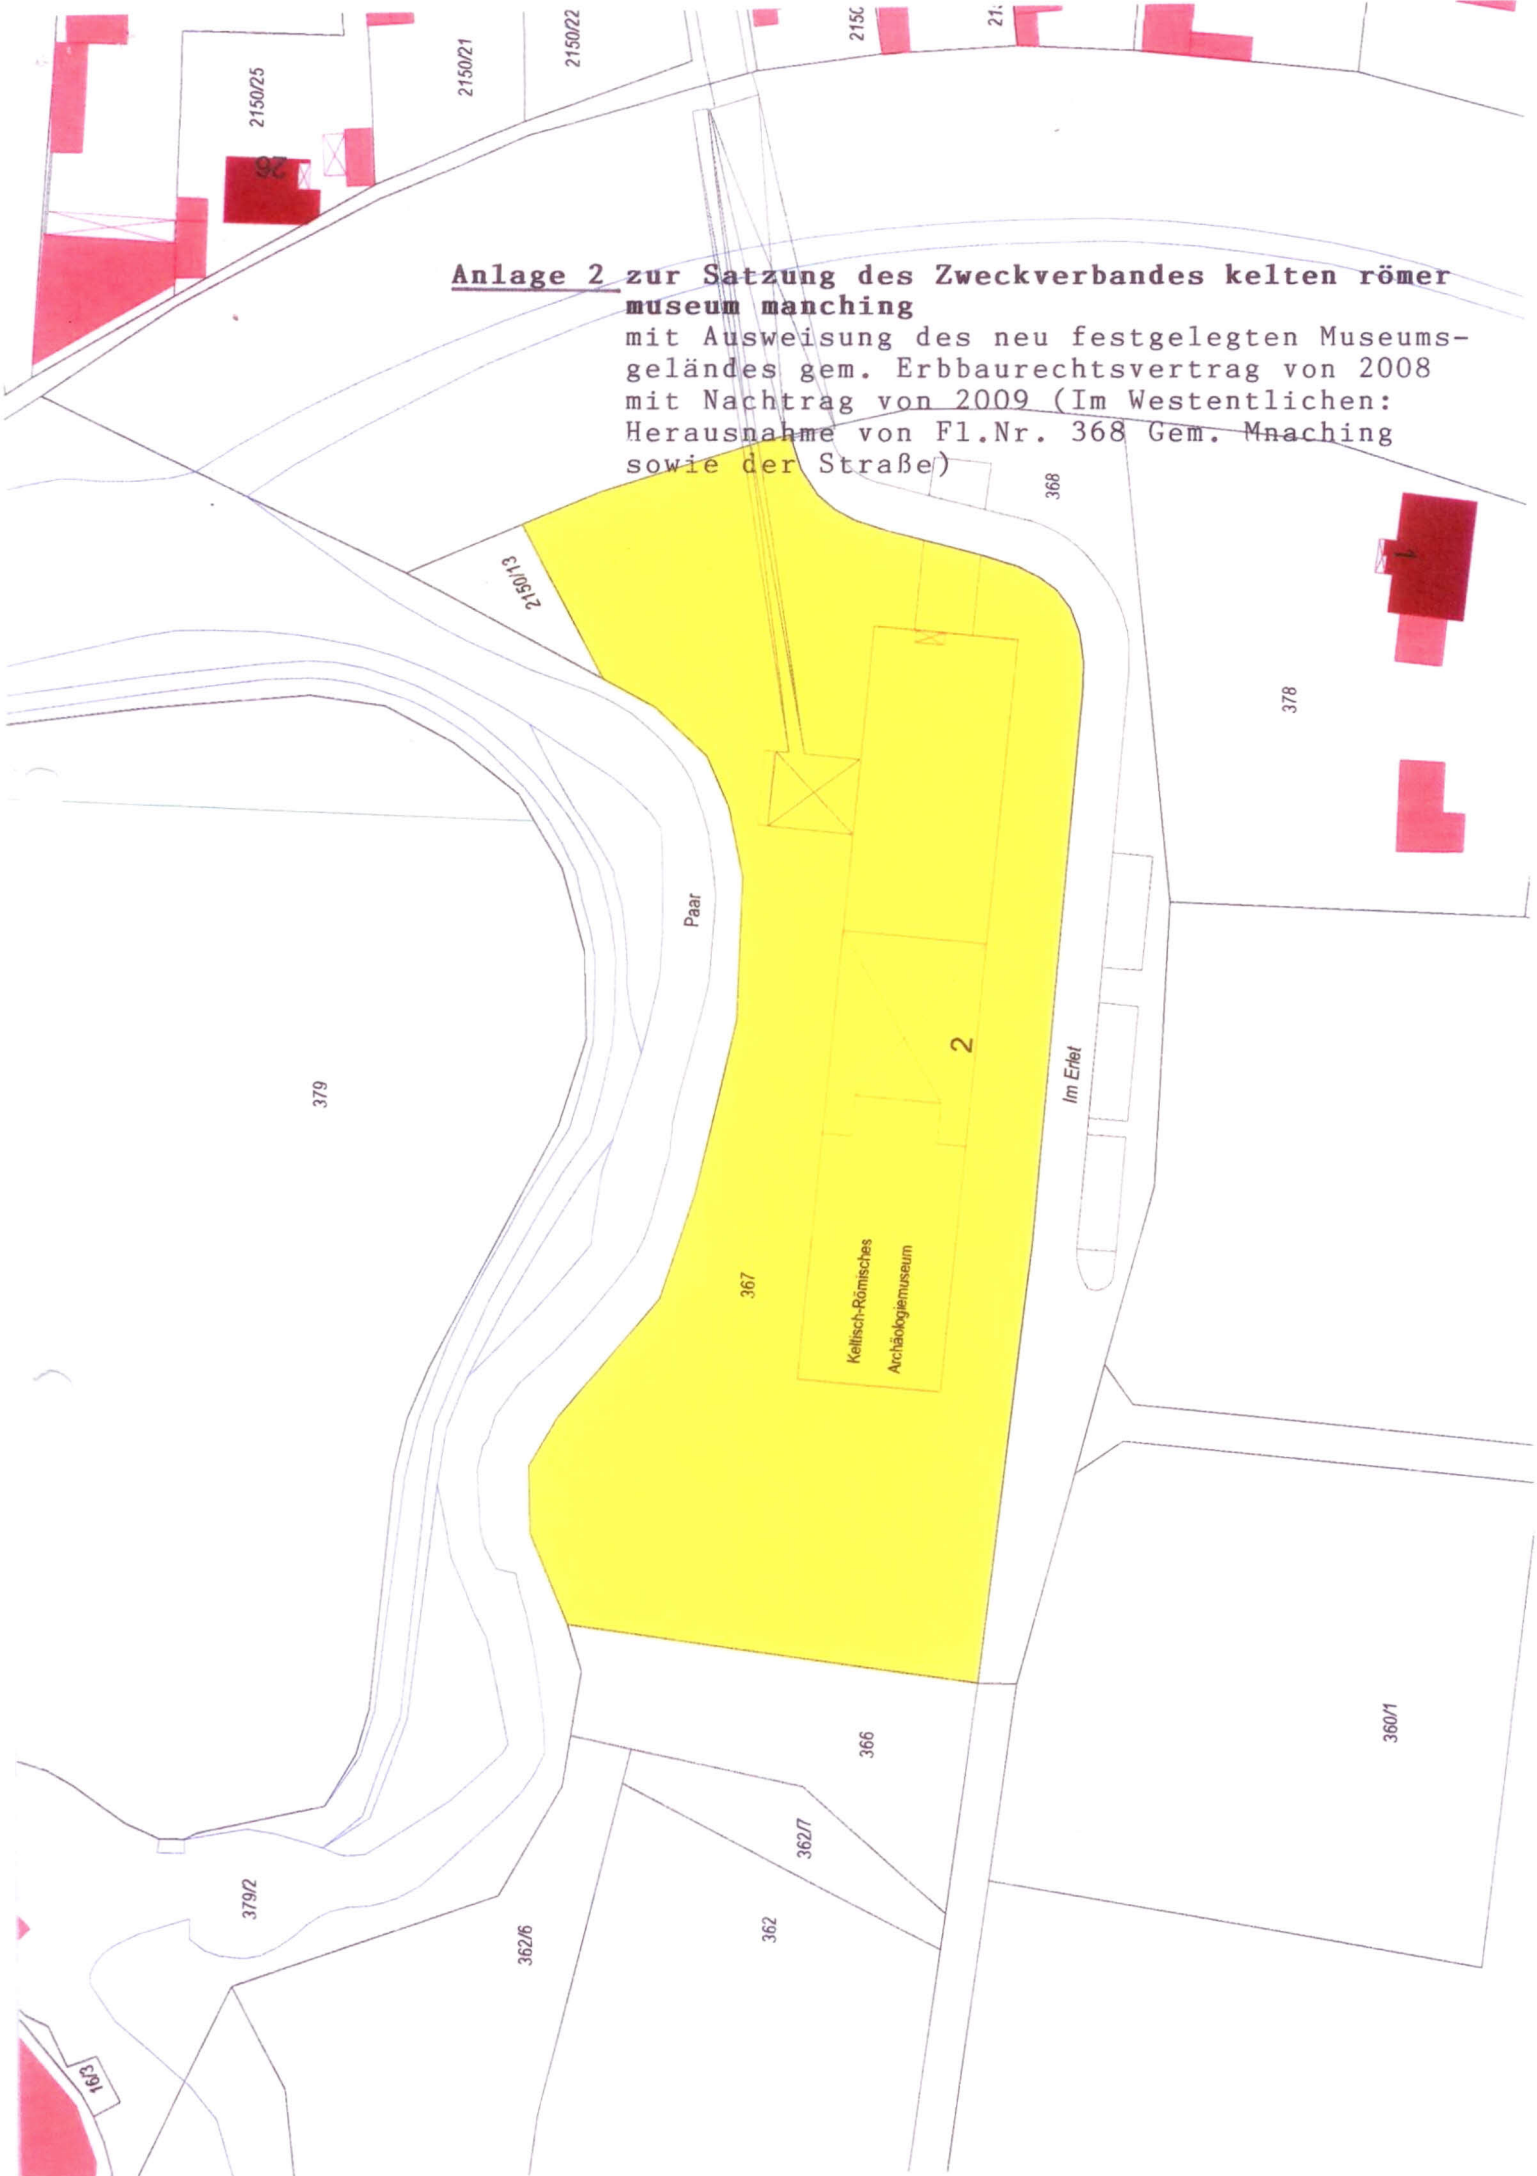 2150/25
2150/21
2150/22
26
Anlage 2 zur Satzung des Zweckverbandes kelten römer
museum manching
mit Ausweisung des neu festgelegten Museums-
geländes gem. Erbbaurechtsvertrag von 2008
mit Nachtrag von 2009 (Im Westentlichen:
Herausnahme von Fl.Nr. 368 Gem. Mnaching
sowie der Straße)
368
2150/13
1
378
Paar
379
2
Im Erlet
367
Keltisch-Römisches
Archäologiemuseum
366
360/1
362/7
379/2
362/6
362
16/3